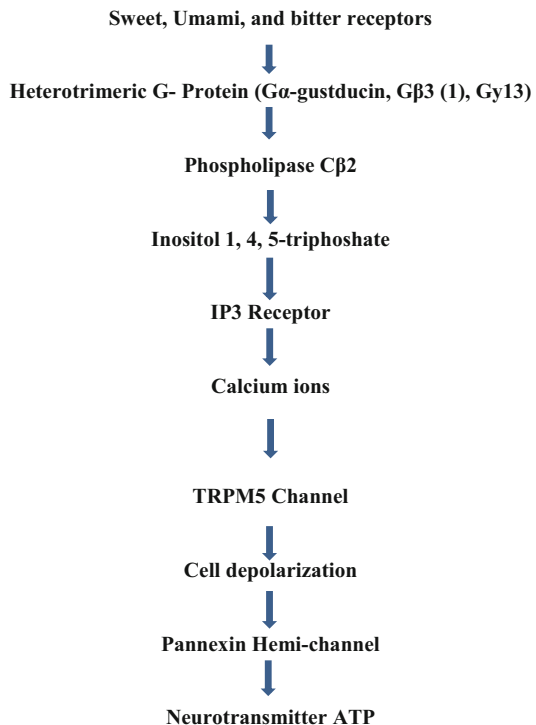 Sweet, Umami, and bitter receptors
Heterotrimeric G- Protein (Gα-gustducin, Gβ3 (1), Gy13)
Phospholipase Cβ2
Inositol 1, 4, 5-triphoshate
IP3 Receptor
Calcium ions
TRPM5 Channel
Cell depolarization
Pannexin Hemi-channel
Neurotransmitter ATP